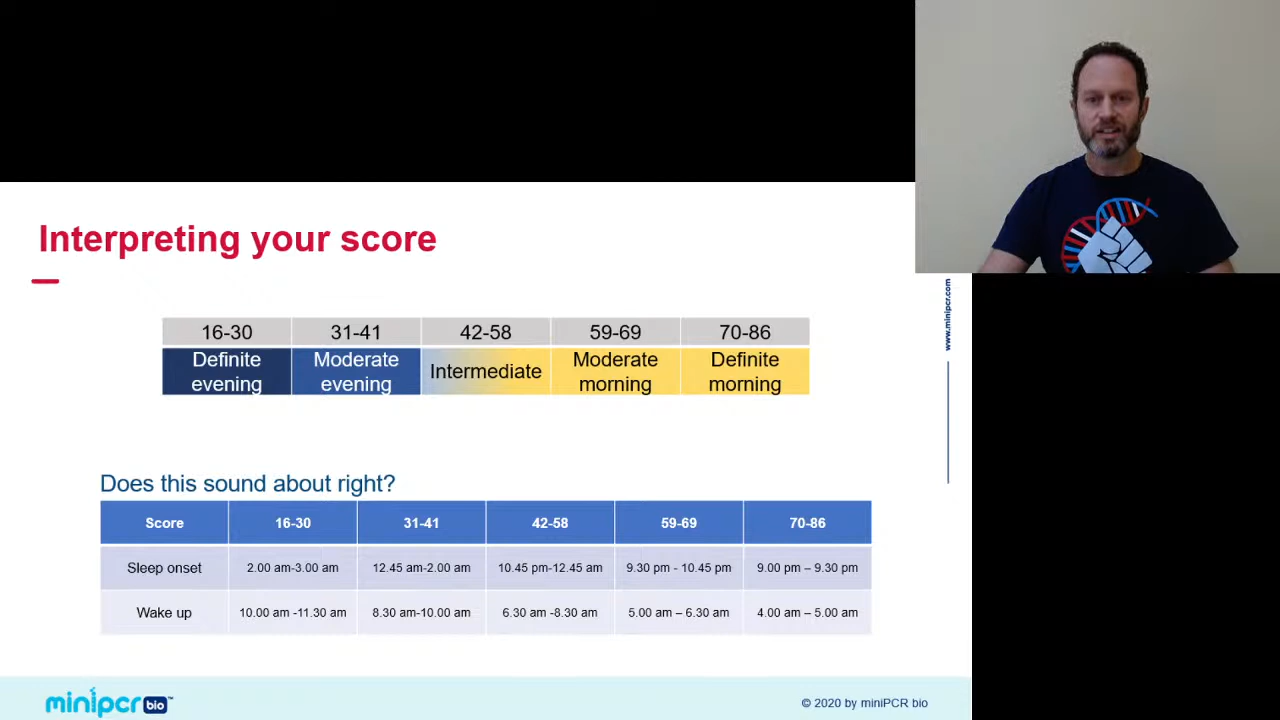 Interpreting your score
www.minipcr.com
16-30 31-41 42-58 59-69 70-86
Definite evening Moderate evening Intermediate Moderate morning Definite morning
Does this sound about right?
Score 16-30 31-41 42-58 59-69 70-86
Sleep onset 2.00 am-3.00 am 12.45 am-2.00 am 10.45 pm-12.45 am 9.30 pm - 10.45 pm 9.00 pm – 9.30 pm
Wake up 10.00 am -11.30 am 8.30 am-10.00 am 6.30 am -8.30 am 5.00 am – 6.30 am 4.00 am – 5.00 am
minipcr bio™
© 2020 by miniPCR bio